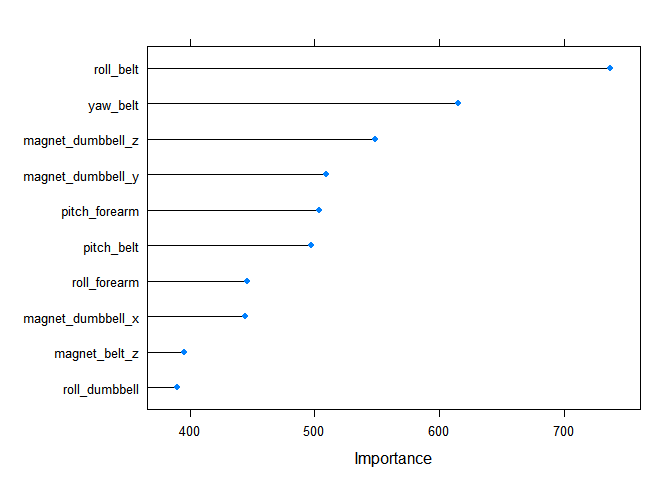 roll_belt
yaw_belt
magnet_dumbbell_z
magnet_dumbbell_y
pitch_forearm
pitch_belt
roll_forearm
magnet_dumbbell_x
magnet_belt_z
roll_dumbbell
400 500 600 700
Importance